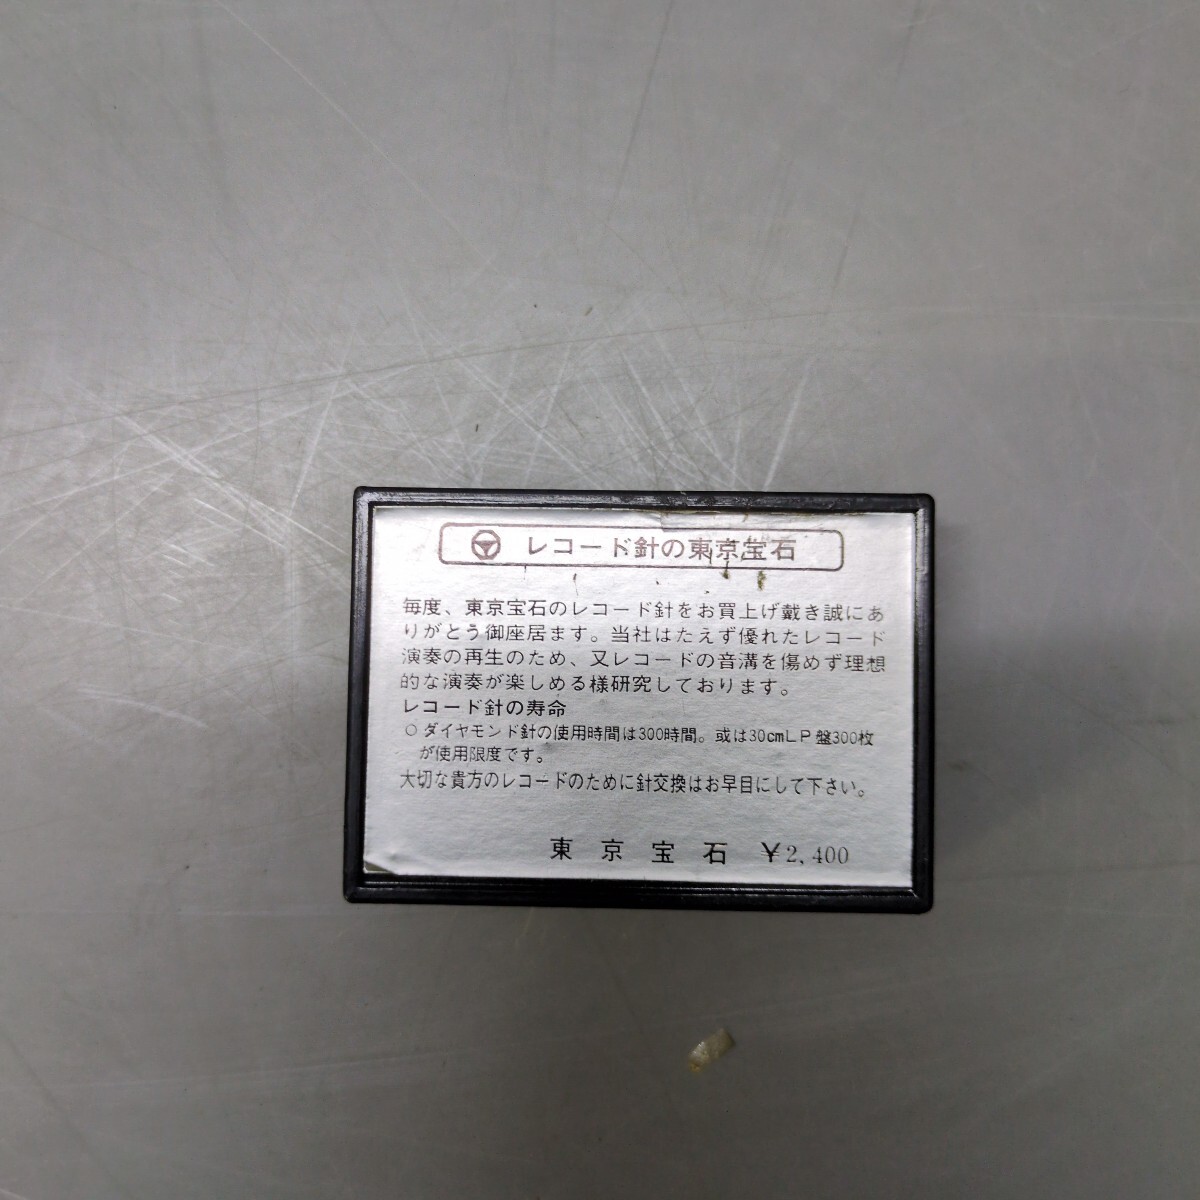 レコード針の東京宝石
毎度、東京宝石のレコード針をお買上げ戴き誠にあ
りがとう御座居ます。当社はたえず優れたレコード
演奏の再生のため、又レコードの音溝を傷めず理想
的な演奏が楽しめる様研究しております。
レコード針の寿命
○ ダイヤモンド針の使用時間は300時間。或は30cmLP盤300枚
が使用限度です。
大切な貴方のレコードのために針交換はお早目にして下さい。
東京宝石 ¥2,400